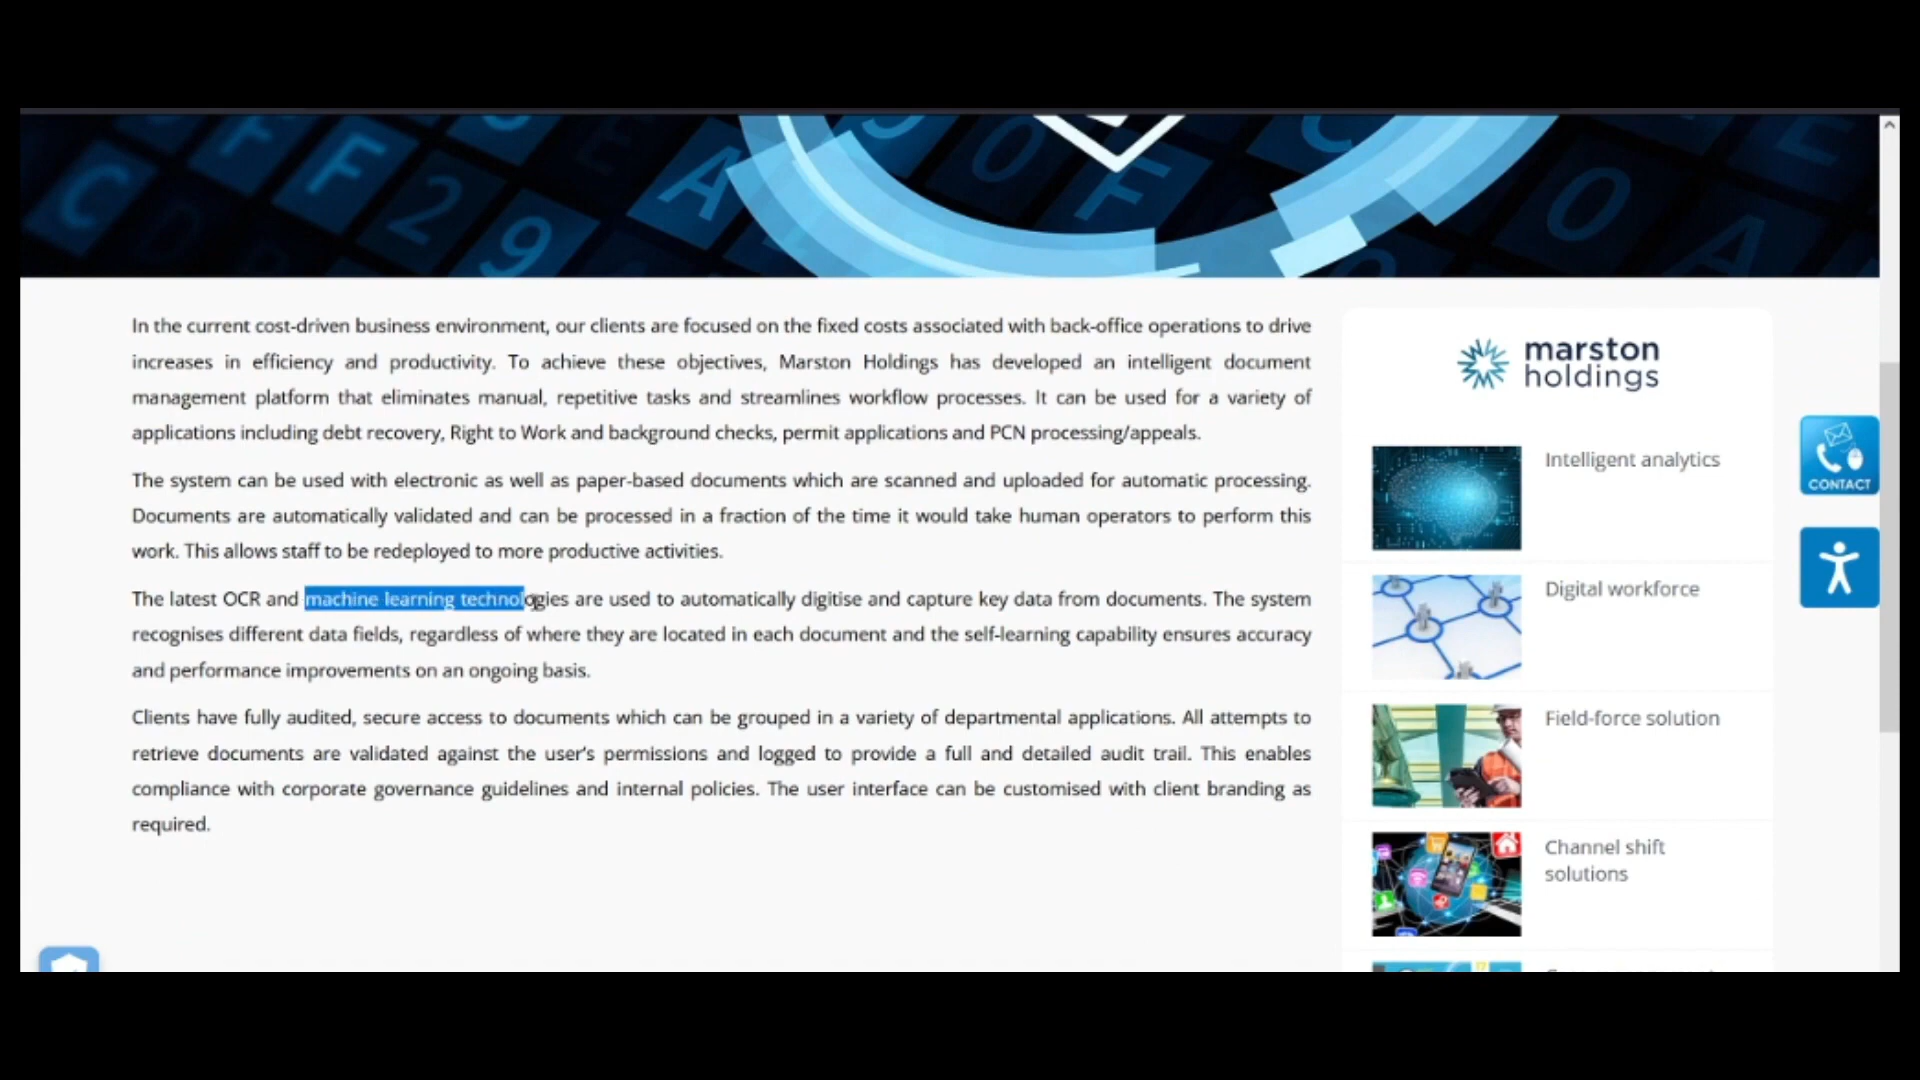 In the current cost-driven business environment, our clients are focused on the fixed costs associated with back-office operations to drive
increases in efficiency and productivity. To achieve these objectives, Marston Holdings has developed an intelligent document
management platform that eliminates manual, repetitive tasks and streamlines workflow processes. It can be used for a variety of
applications including debt recovery, Right to Work and background checks, permit applications and PCN processing/appeals.
The system can be used with electronic as well as paper-based documents which are scanned and uploaded for automatic processing.
Documents are automatically validated and can be processed in a fraction of the time it would take human operators to perform this
work. This allows staff to be redeployed to more productive activities.
The latest OCR and machine learning technologies are used to automatically digitise and capture key data from documents. The system
recognises different data fields, regardless of where they are located in each document and the self-learning capability ensures accuracy
and performance improvements on an ongoing basis.
Clients have fully audited, secure access to documents which can be grouped in a variety of departmental applications. All attempts to
retrieve documents are validated against the user's permissions and logged to provide a full and detailed audit trail. This enables
compliance with corporate governance guidelines and internal policies. The user interface can be customised with client branding as
required.
marston
holdings
Intelligent analytics
Digital workforce
Field-force solution
Channel shift
solutions
CONTACT